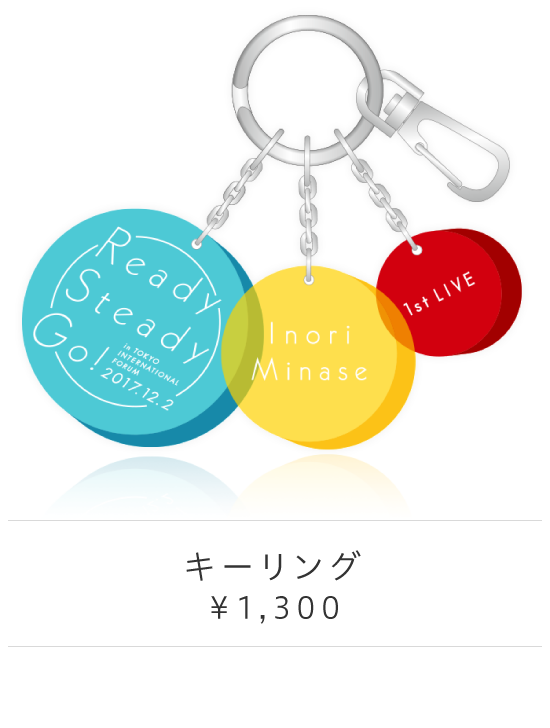 Ready
Steady
Go!
in TOKYO
INTERNATIONAL
FORUM
2017.12.2
Inori
Minase
1st LIVE
キーリング
¥1,300